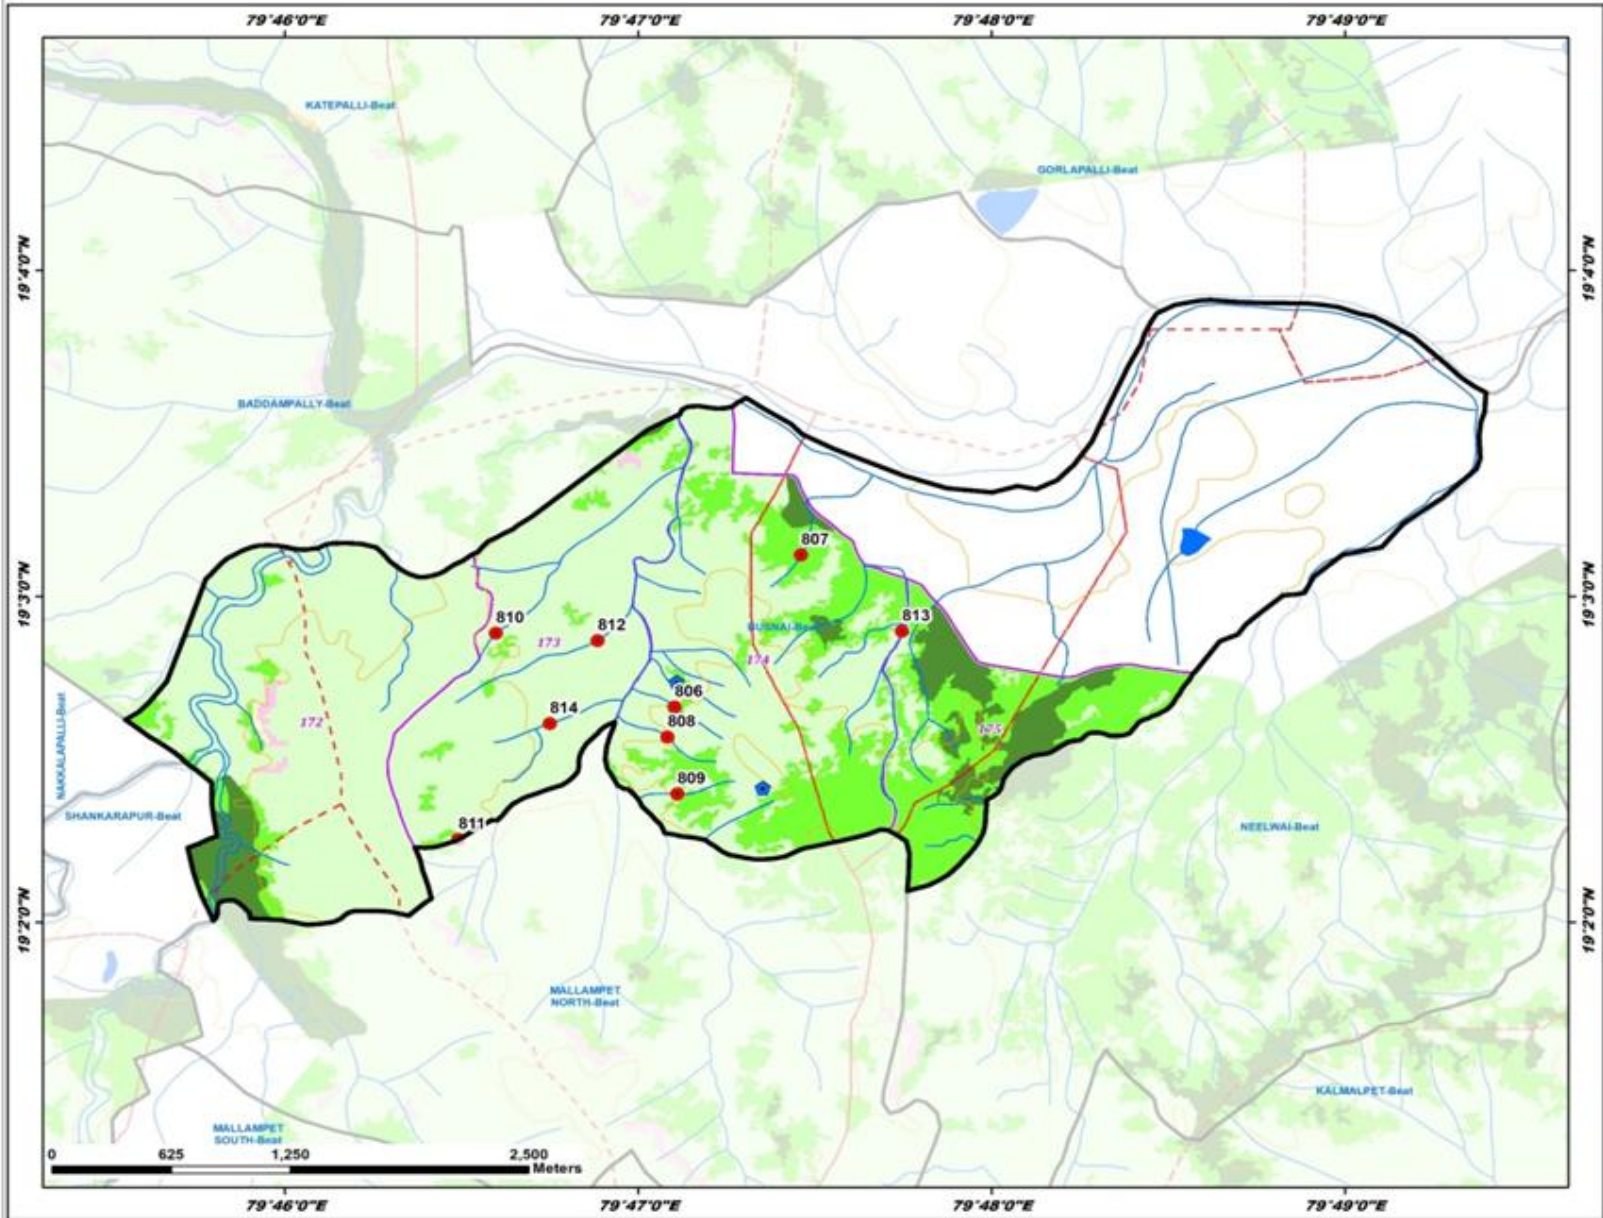 79°46'0"E 79°47'0"E 79°48'0"E 79°49'0"E
KATEPALLI-Beat
GORLAPALLI-Beat
19°4'0"N 19°4'0"N
BADDAMPALLY-Beat
807
19°3'0"N 19°3'0"N
810 812 813
173
174
806
172 814 808 175
NAKKALAPALLI-Beat
809
SHANKARAPUR-Beat 811 NEELWAI-Beat
19°2'0"N 19°2'0"N
MALLAMPET
NORTH-Beat
KALMALPET-Beat
MALLAMPET
SOUTH-Beat
0 625 1,250 2,500
Meters
79°46'0"E 79°47'0"E 79°48'0"E 79°49'0"E